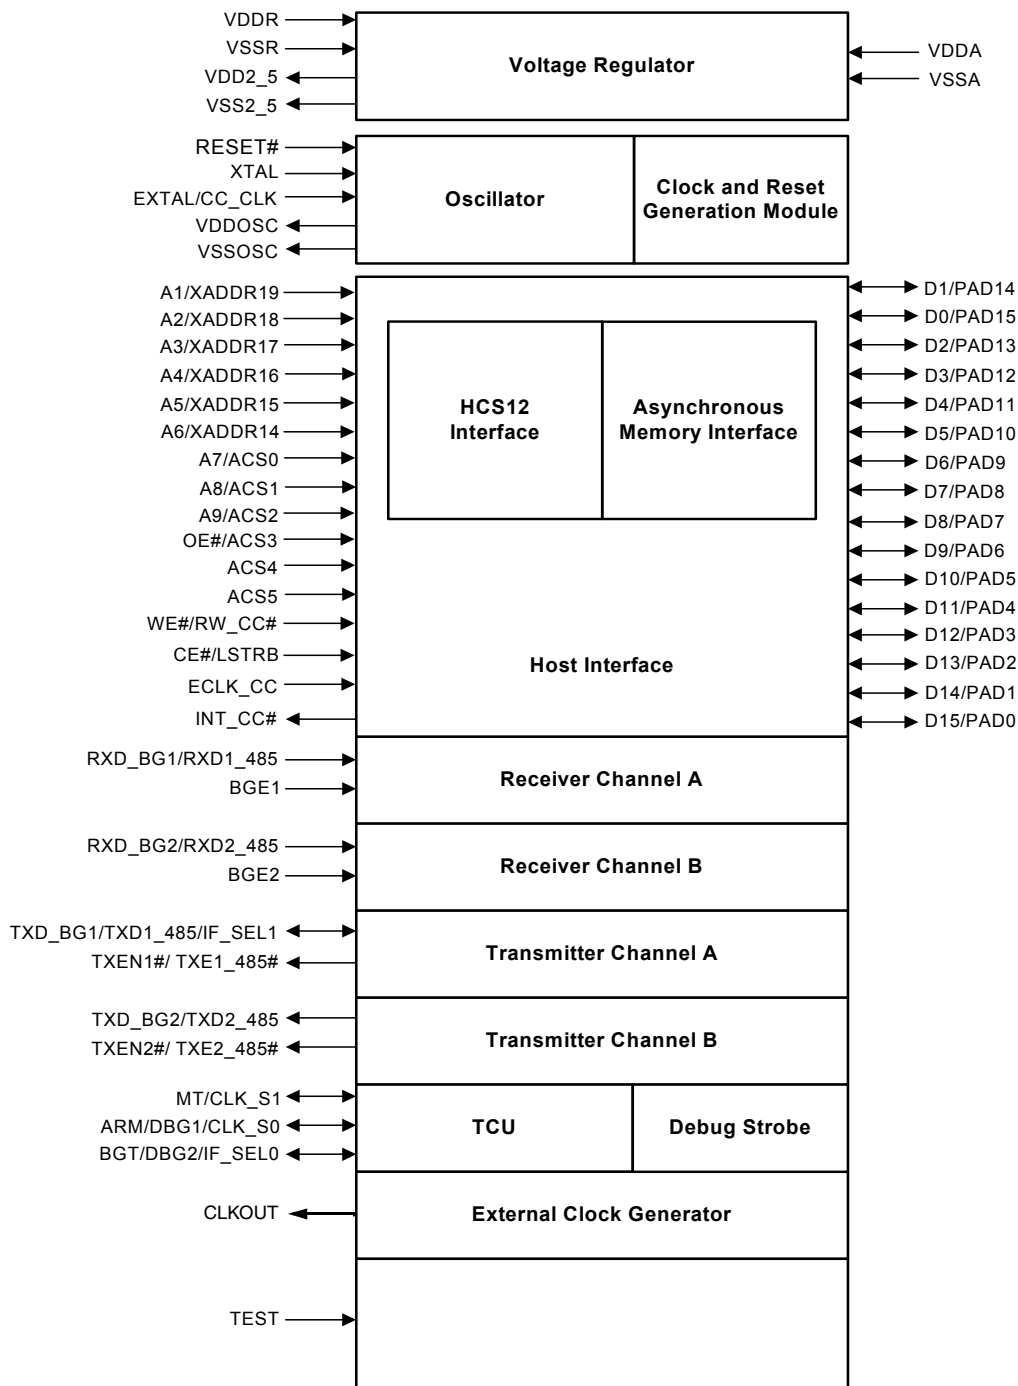 VDDR
VSSR
VDD2_5
VSS2_5
Voltage Regulator
VDDA
VSSA
RESET#
XTAL
EXTAL/CC_CLK
VDDOSC
VSSOSC
Oscillator
Clock and Reset
Generation Module
A1/XADDR19
A2/XADDR18
A3/XADDR17
A4/XADDR16
A5/XADDR15
A6/XADDR14
A7/ACS0
A8/ACS1
A9/ACS2
OE#/ACS3
ACS4
ACS5
WE#/RW_CC#
CE#/LSTRB
ECLK_CC
INT_CC#
HCS12
Interface
Asynchronous
Memory Interface
Host Interface
D1/PAD14
D0/PAD15
D2/PAD13
D3/PAD12
D4/PAD11
D5/PAD10
D6/PAD9
D7/PAD8
D8/PAD7
D9/PAD6
D10/PAD5
D11/PAD4
D12/PAD3
D13/PAD2
D14/PAD1
D15/PAD0
RXD_BG1/RXD1_485
BGE1
Receiver Channel A
RXD_BG2/RXD2_485
BGE2
Receiver Channel B
TXD_BG1/TXD1_485/IF_SEL1
TXEN1#/ TXE1_485#
Transmitter Channel A
TXD_BG2/TXD2_485
TXEN2#/ TXE2_485#
Transmitter Channel B
MT/CLK_S1
ARM/DBG1/CLK_S0
BGT/DBG2/IF_SEL0
TCU
Debug Strobe
CLKOUT
External Clock Generator
TEST